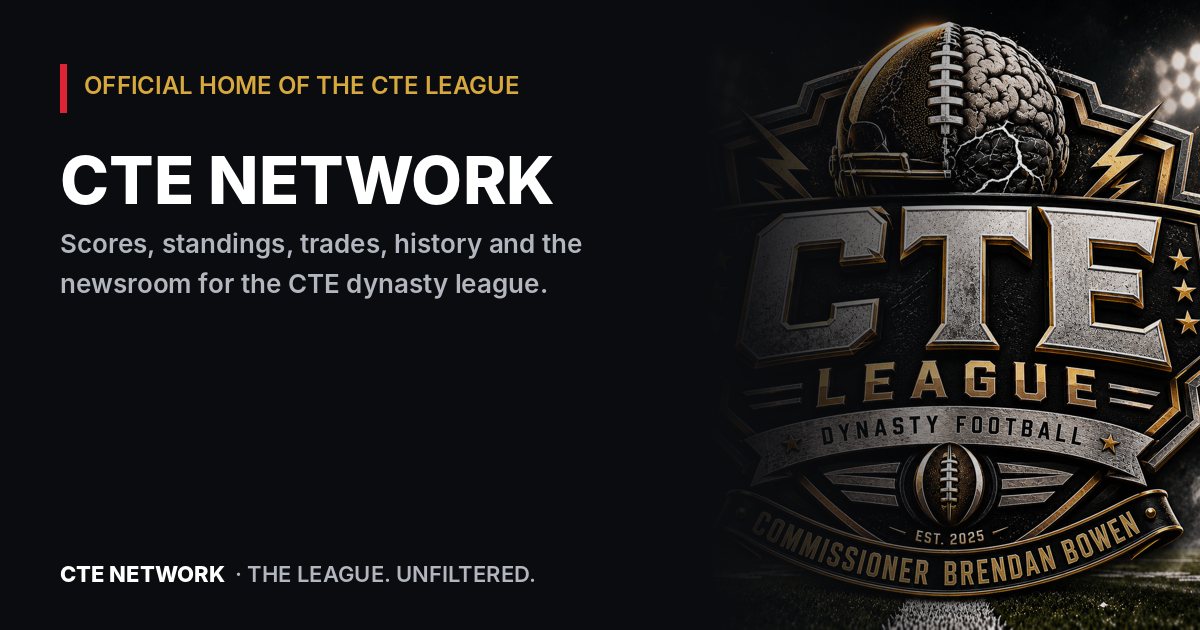 OFFICIAL HOME OF THE CTE LEAGUE
CTE NETWORK
Scores, standings, trades, history and the
newsroom for the CTE dynasty league.
CTE NETWORK · THE LEAGUE. UNFILTERED.
CTE
LEAGUE
DYNASTY FOOTBALL
EST. 2025
COMMISSIONER BRENDAN BOWEN